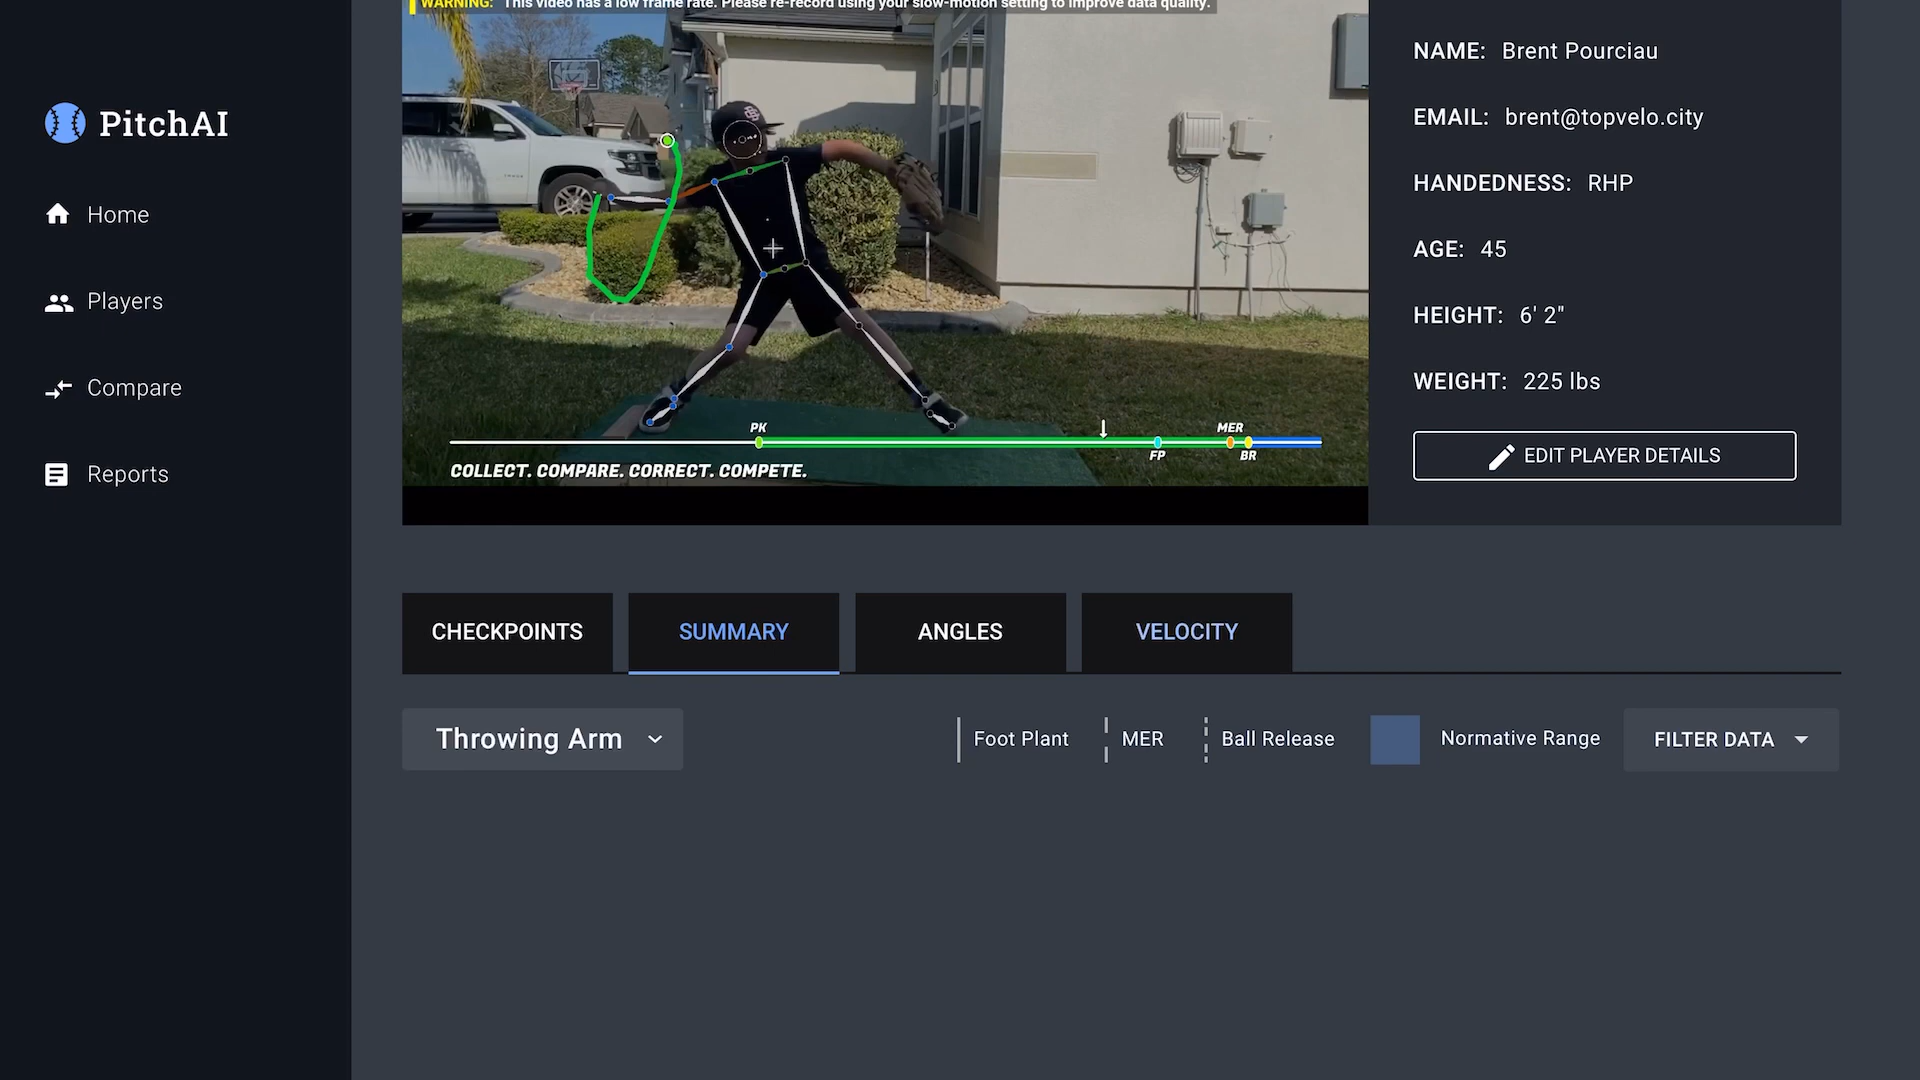 WARNING: This video has a low frame rate. Please re-record using your slow-motion setting to improve data quality.
PitchAI
Home
Players
Compare
Reports
PK
MER
FP
BR
COLLECT. COMPARE. CORRECT. COMPETE.
NAME: Brent Pourciau
EMAIL: brent@topvelo.city
HANDEDNESS: RHP
AGE: 45
HEIGHT: 6' 2"
WEIGHT: 225 lbs
EDIT PLAYER DETAILS
CHECKPOINTS
SUMMARY
ANGLES
VELOCITY
Throwing Arm
Foot Plant
MER
Ball Release
Normative Range
FILTER DATA